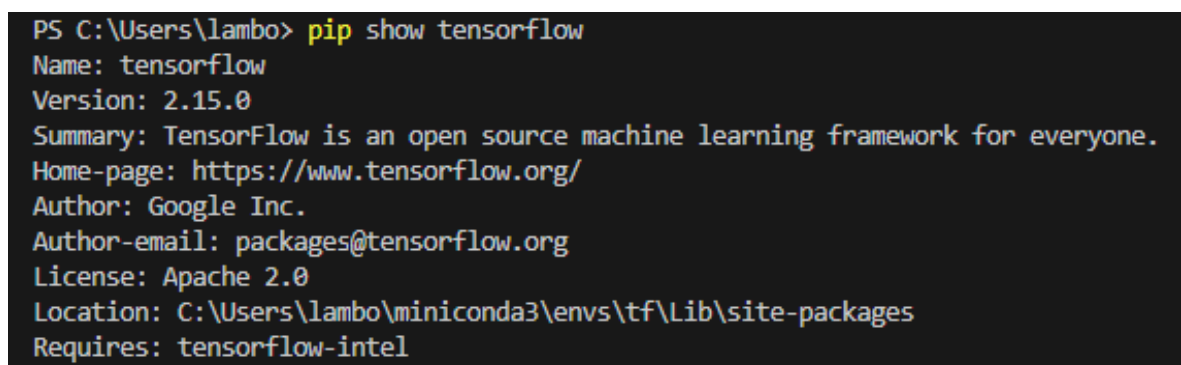 PS C:\Users\lambo> pip show tensorflow
Name: tensorflow
Version: 2.15.0
Summary: TensorFlow is an open source machine learning framework for everyone.
Home-page: https://www.tensorflow.org/
Author: Google Inc.
Author-email: packages@tensorflow.org
License: Apache 2.0
Location: C:\Users\lambo\miniconda3\envs\tf\Lib\site-packages
Requires: tensorflow-intel